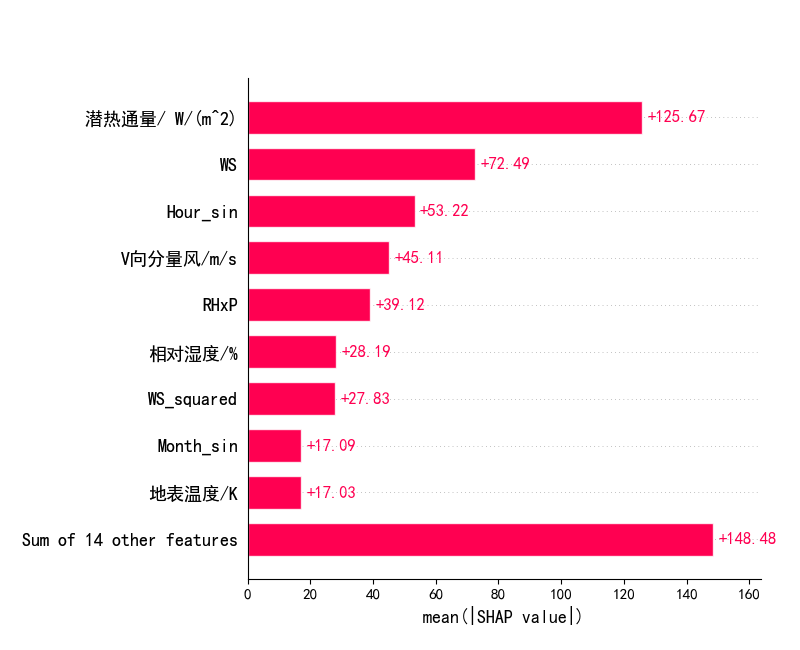 潜热通量/ W/(m^2) +125.67
WS +72.49
Hour_sin +53.22
V向分量风/m/s +45.11
RHxP +39.12
相对湿度/% +28.19
WS_squared +27.83
Month_sin +17.09
地表温度/K +17.03
Sum of 14 other features +148.48
0 20 40 60 80 100 120 140 160
mean(|SHAP value|)